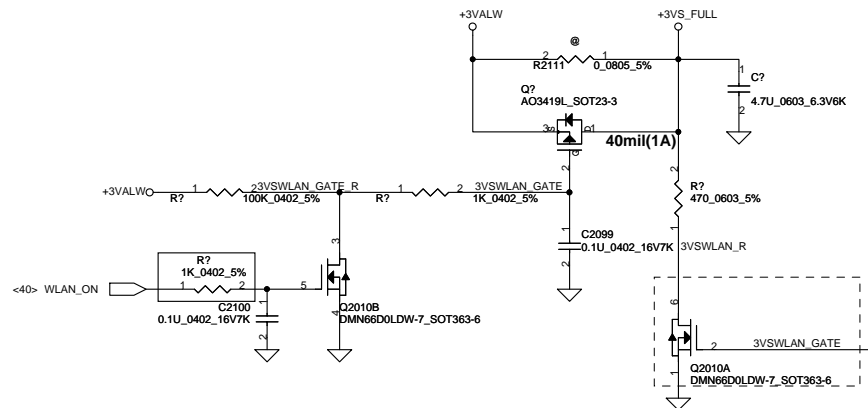 +3VALW
+3VS_FULL
@
2 1
R2111 0_0805_5%
C?
4.7U_0603_6.3V6K
1
2
Q?
AO3419L_SOT23-3
3 S D 1
G
2
40mil(1A)
+3VALW
1 2
R?
100K_0402_5%
3VSWLAN_GATE_R
1 2
R?
1K_0402_5%
3VSWLAN_GATE
2
R?
470_0603_5%
1
3VSWLAN_R
1
C2099
0.1U_0402_16V7K
2
<40> WLAN_ON
R?
1K_0402_5%
1 2
C2100
0.1U_0402_16V7K
1
2
3
5
4
Q2010B
DMN66D0LDW-7_SOT363-6
6
2
1
3VSWLAN_GATE
Q2010A
DMN66D0LDW-7_SOT363-6